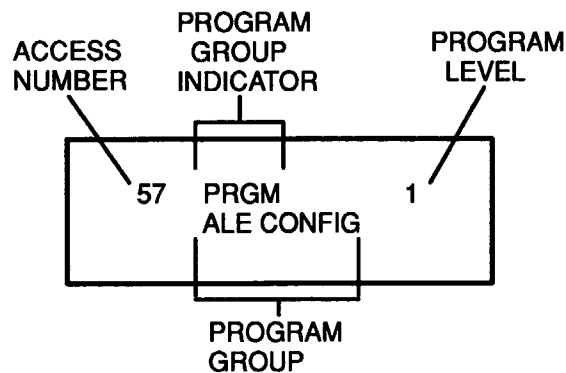 ACCESS
NUMBER
PROGRAM
GROUP
INDICATOR
PROGRAM
LEVEL
57 PRGM 1
ALE CONFIG
PROGRAM
GROUP